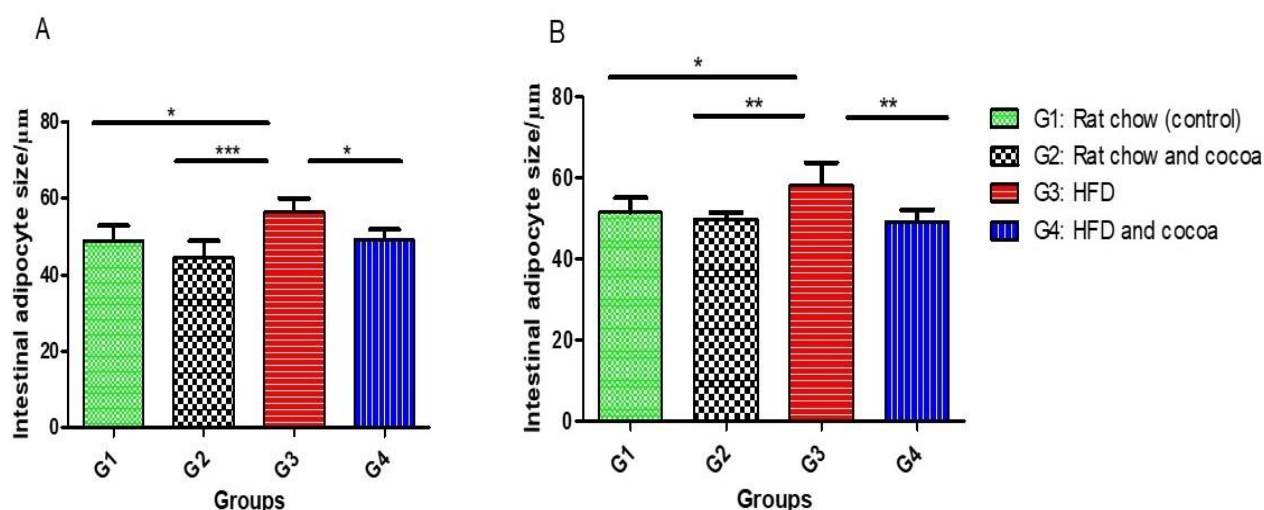 A
Intestinal adipocyte size/μm
80
60
40
20
0
*
***
*
G1
G2
G3
G4
Groups
B
Intestinal adipocyte size/μm
80
60
40
20
0
*
**
**
G1
G2
G3
G4
Groups
G1: Rat chow (control)
G2: Rat chow and cocoa
G3: HFD
G4: HFD and cocoa